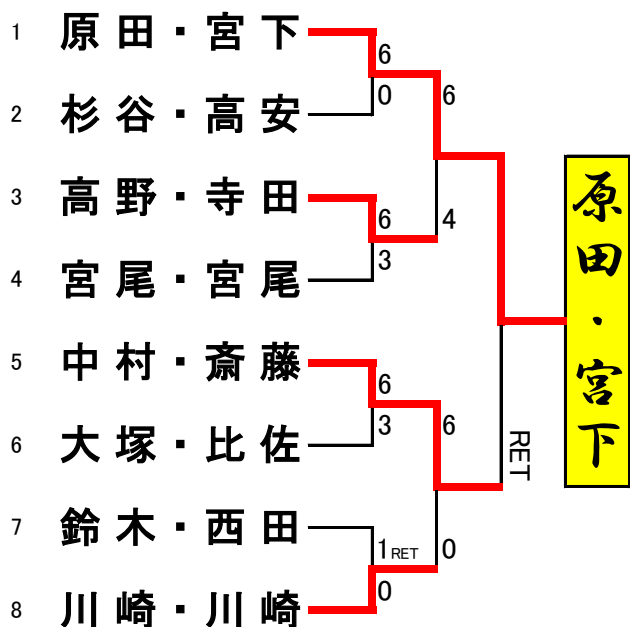 1 原田・宮下
6
0
2 杉谷・高安
6
4
3 高野・寺田
6
3
4 宮尾・宮尾
5 中村・斎藤
6
3
6 大塚・比佐
6
0
7 鈴木・西田
1 RET
0
8 川崎・川崎
RET
原田・宮下